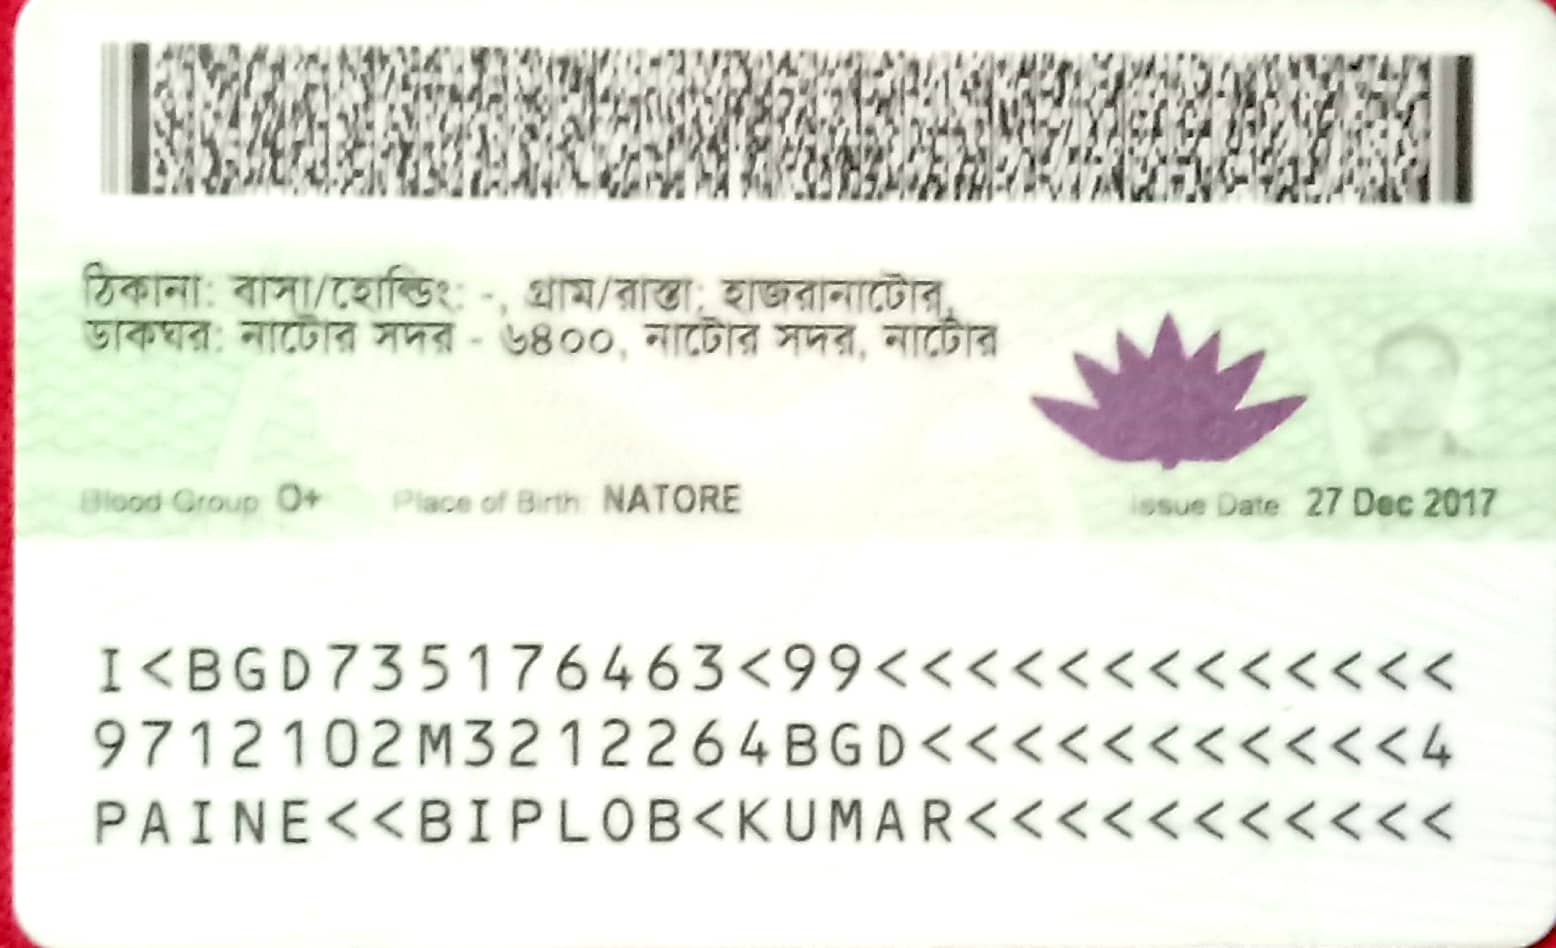 ঠিকানা: বাসা/হোল্ডিং: -, গ্রাম/রাস্তা: হাজরানাটোর,
ডাকঘর: নাটোর সদর - ৬৪০০, নাটোর সদর, নাটোর
Blood Group O+ Place of Birth: NATORE Issue Date 27 Dec 2017
I<BGD735176463<99<<<<<<<<<<<<<
9712102M3212264BGD<<<<<<<<<<<4
PAINE<<BIPLOB<KUMAR<<<<<<<<<<<